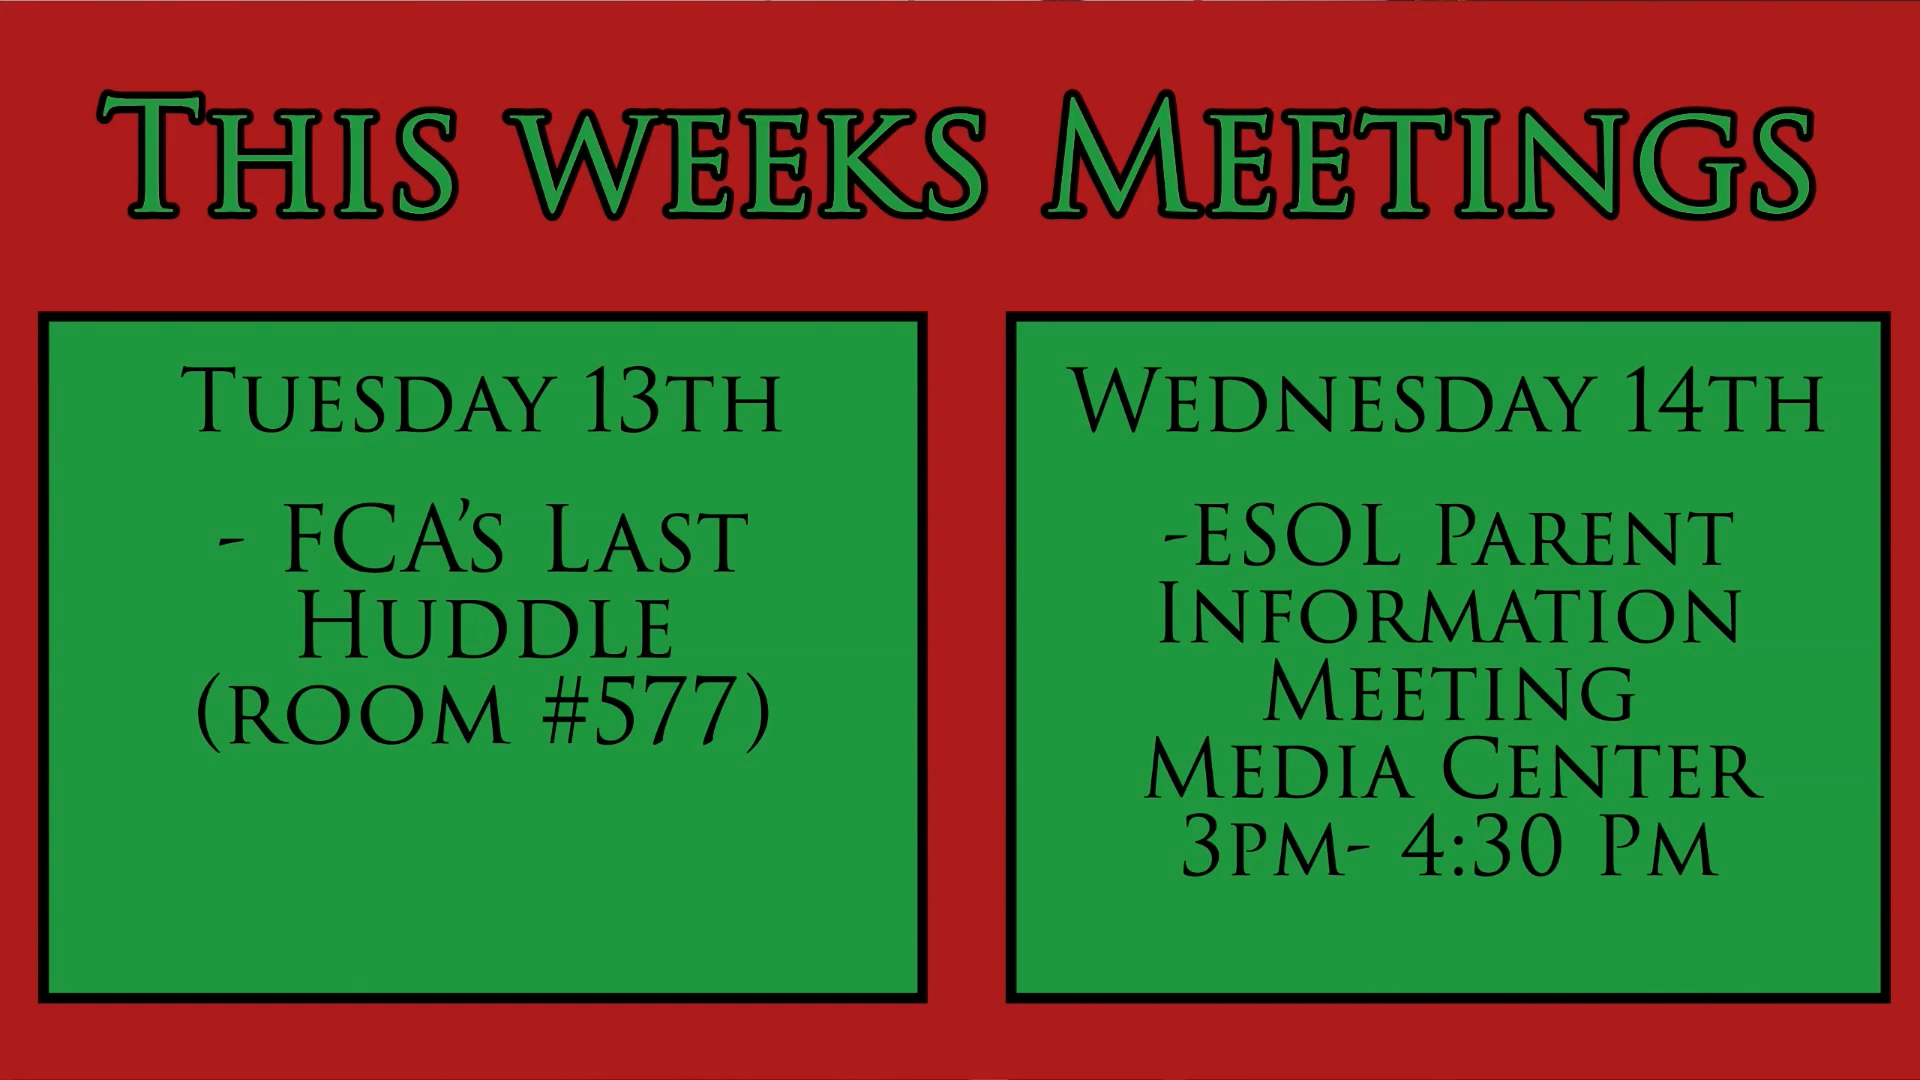 This weeks Meetings
Tuesday 13th
- FCA's Last
Huddle
(room #577)
Wednesday 14th
-ESOL Parent
Information
Meeting
Media Center
3pm- 4:30 Pm